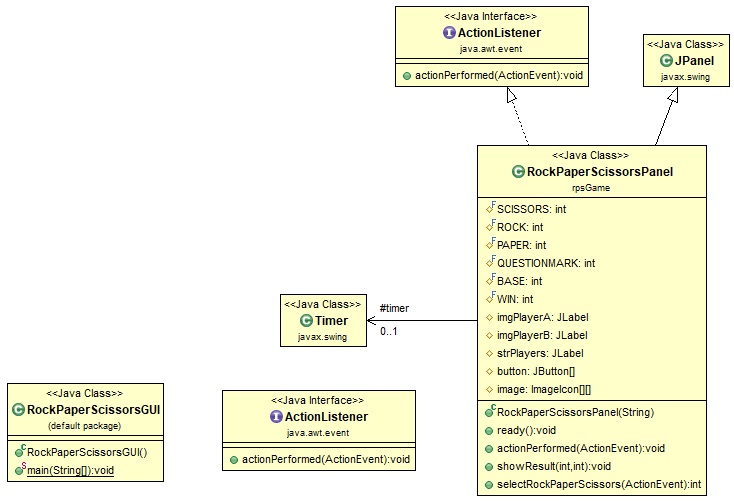 <<Java Interface>>
I ActionListener
java.awt.event
actionPerformed(ActionEvent):void
<<Java Class>>
C JPanel
javax.swing
<<Java Class>>
C RockPaperScissorsPanel
rpsGame
F SCISSORS: int
F ROCK: int
F PAPER: int
F QUESTIONMARK: int
F BASE: int
F WIN: int
imgPlayerA: JLabel
imgPlayerB: JLabel
strPlayers: JLabel
button: JButton[]
image: ImageIcon[][]
C RockPaperScissorsPanel(String)
ready():void
actionPerformed(ActionEvent):void
showResult(int,int):void
selectRockPaperScissors(ActionEvent):int
#timer
0..1
<<Java Class>>
C Timer
javax.swing
<<Java Class>>
C RockPaperScissorsGUI
(default package)
C RockPaperScissorsGUI()
S main(String[]):void
<<Java Interface>>
I ActionListener
java.awt.event
actionPerformed(ActionEvent):void